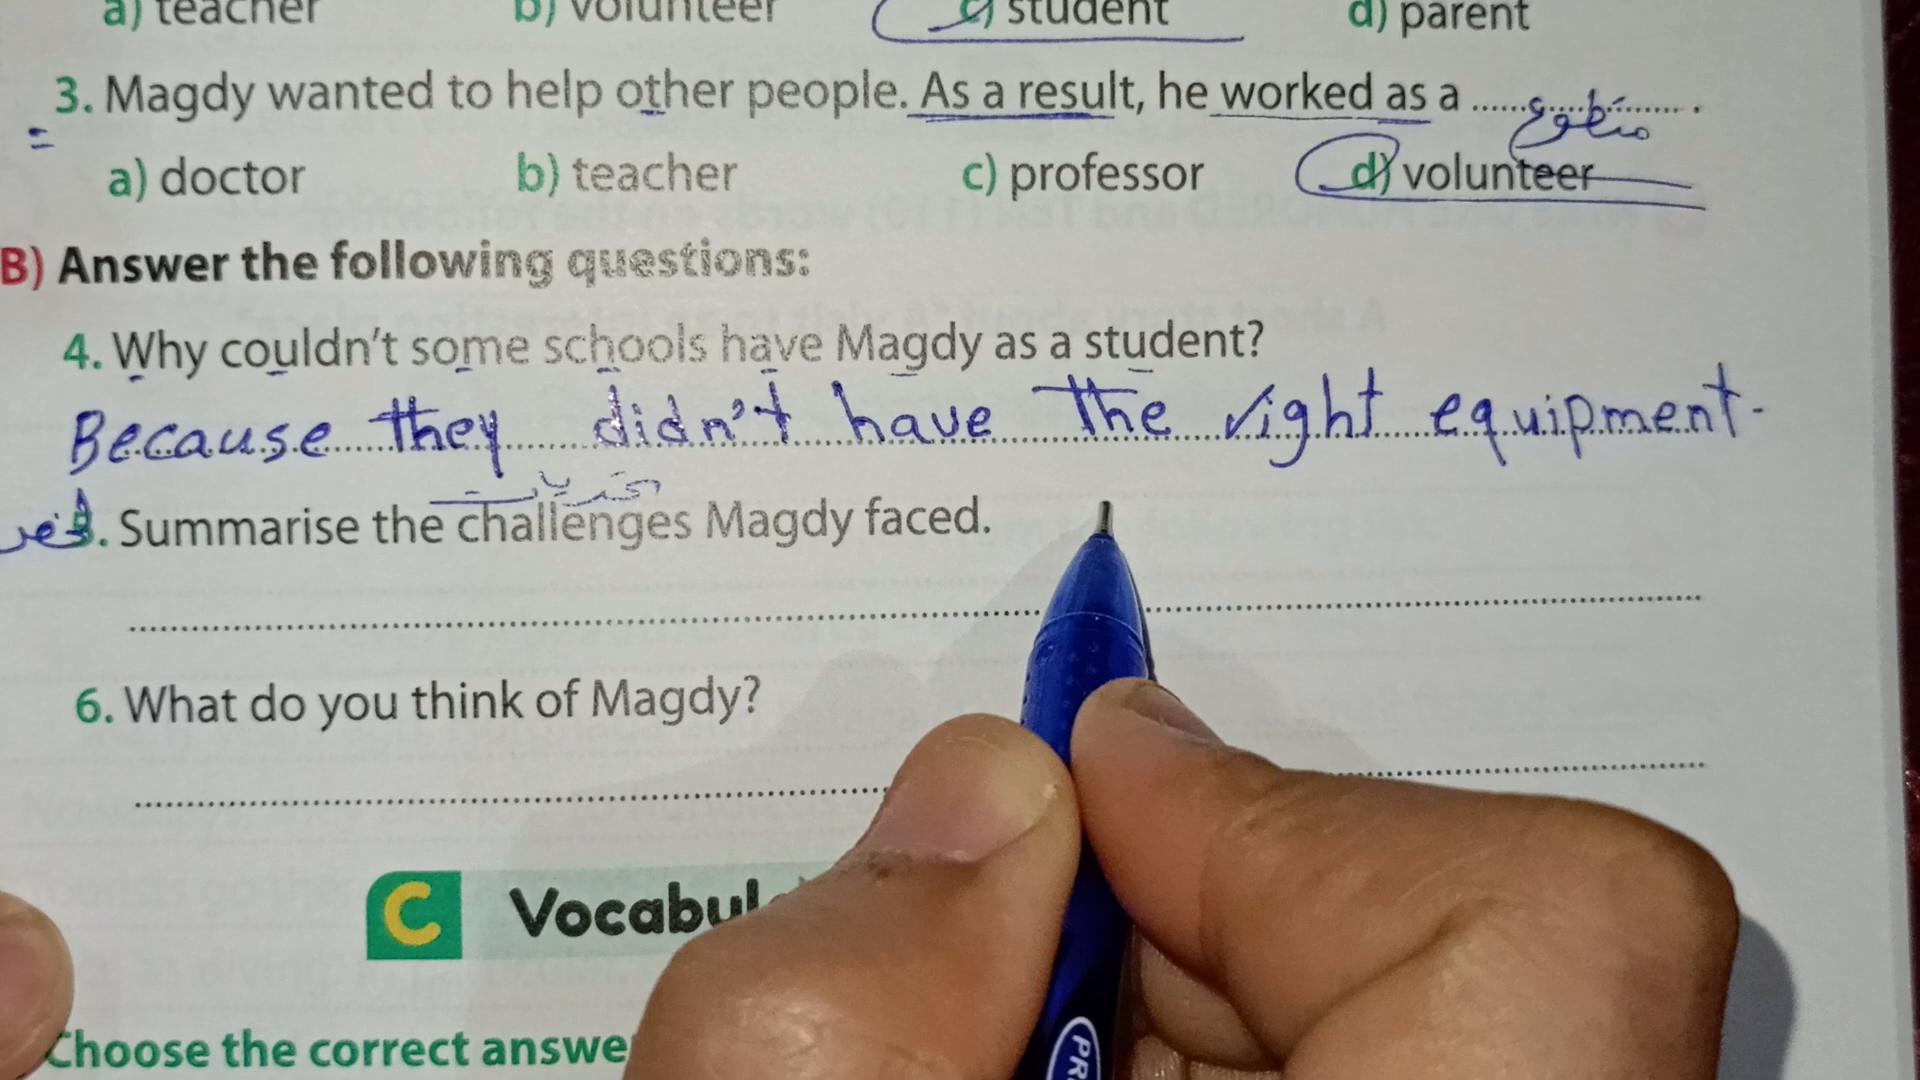 a) teacher b) volunteer c) student d) parent
3. Magdy wanted to help other people. As a result, he worked as a ........................ .
متطوع
a) doctor b) teacher c) professor d) volunteer
B) Answer the following questions:
4. Why couldn't some schools have Magdy as a student?
Because they didn't have the right equipment.
تحديات
. Summarise the challenges Magdy faced.
6. What do you think of Magdy?
C Vocabul
Choose the correct answe
PR